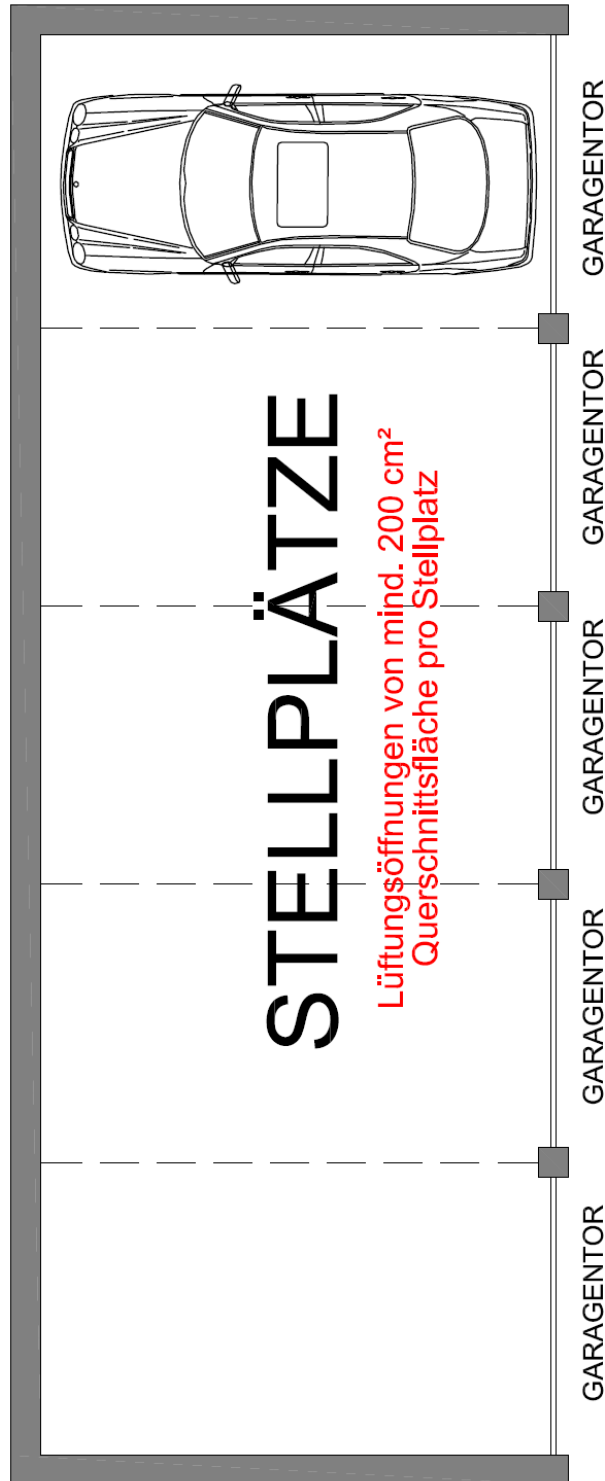 STELLPLÄTZE
Lüftungsöffnungen von mind. 200 cm²
Querschnittsfläche pro Stellplatz
GARAGENTOR
GARAGENTOR
GARAGENTOR
GARAGENTOR
GARAGENTOR